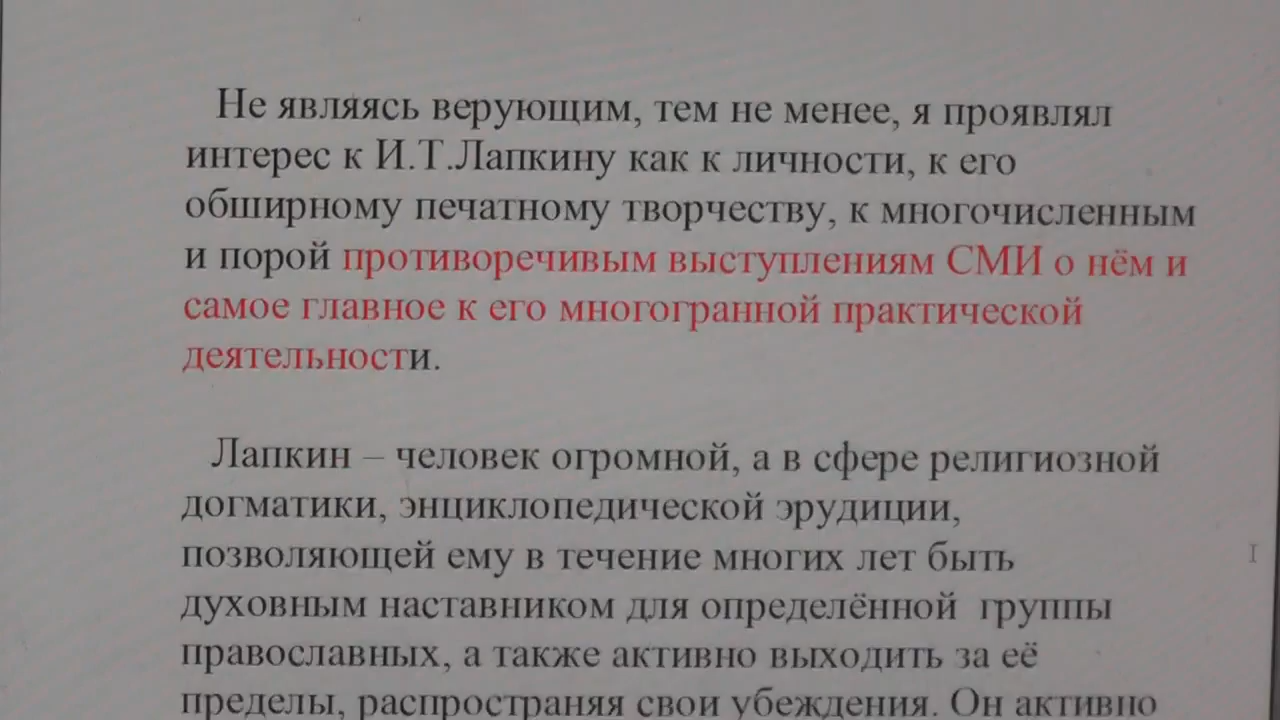 Не являясь верующим, тем не менее, я проявлял
интерес к И.Т.Лапкину как к личности, к его
обширному печатному творчеству, к многочисленным
и порой противоречивым выступлениям СМИ о нём и
самое главное к его многогранной практической
деятельности.
Лапкин – человек огромной, а в сфере религиозной
догматики, энциклопедической эрудиции,
позволяющей ему в течение многих лет быть
духовным наставником для определённой группы
православных, а также активно выходить за её
пределы, распространяя свои убеждения. Он активно